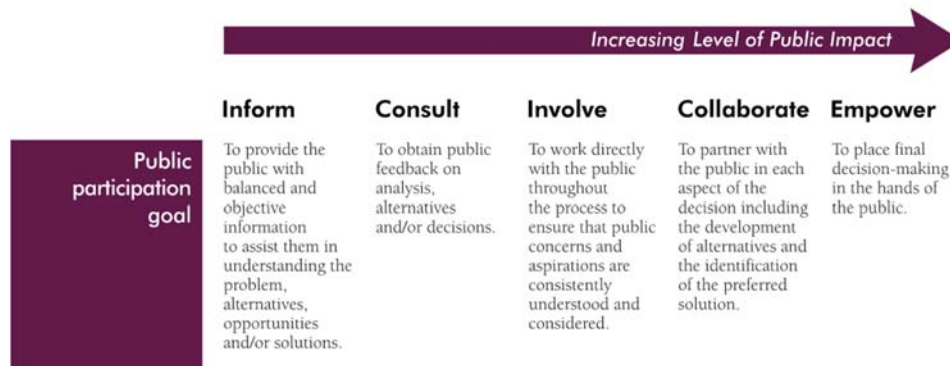 Increasing Level of Public Impact
Inform
Consult
Involve
Collaborate
Empower
Public
participation
goal
To provide the
public with
balanced and
objective
information
to assist them in
understanding the
problem,
alternatives,
opportunities
and/or solutions.
To obtain public
feedback on
analysis,
alternatives
and/or decisions.
To work directly
with the public
throughout
the process to
ensure that public
concerns and
aspirations are
consistently
understood and
considered.
To partner with
the public in each
aspect of the
decision including
the development
of alternatives and
the identification
of the preferred
solution.
To place final
decision-making
in the hands of
the public.